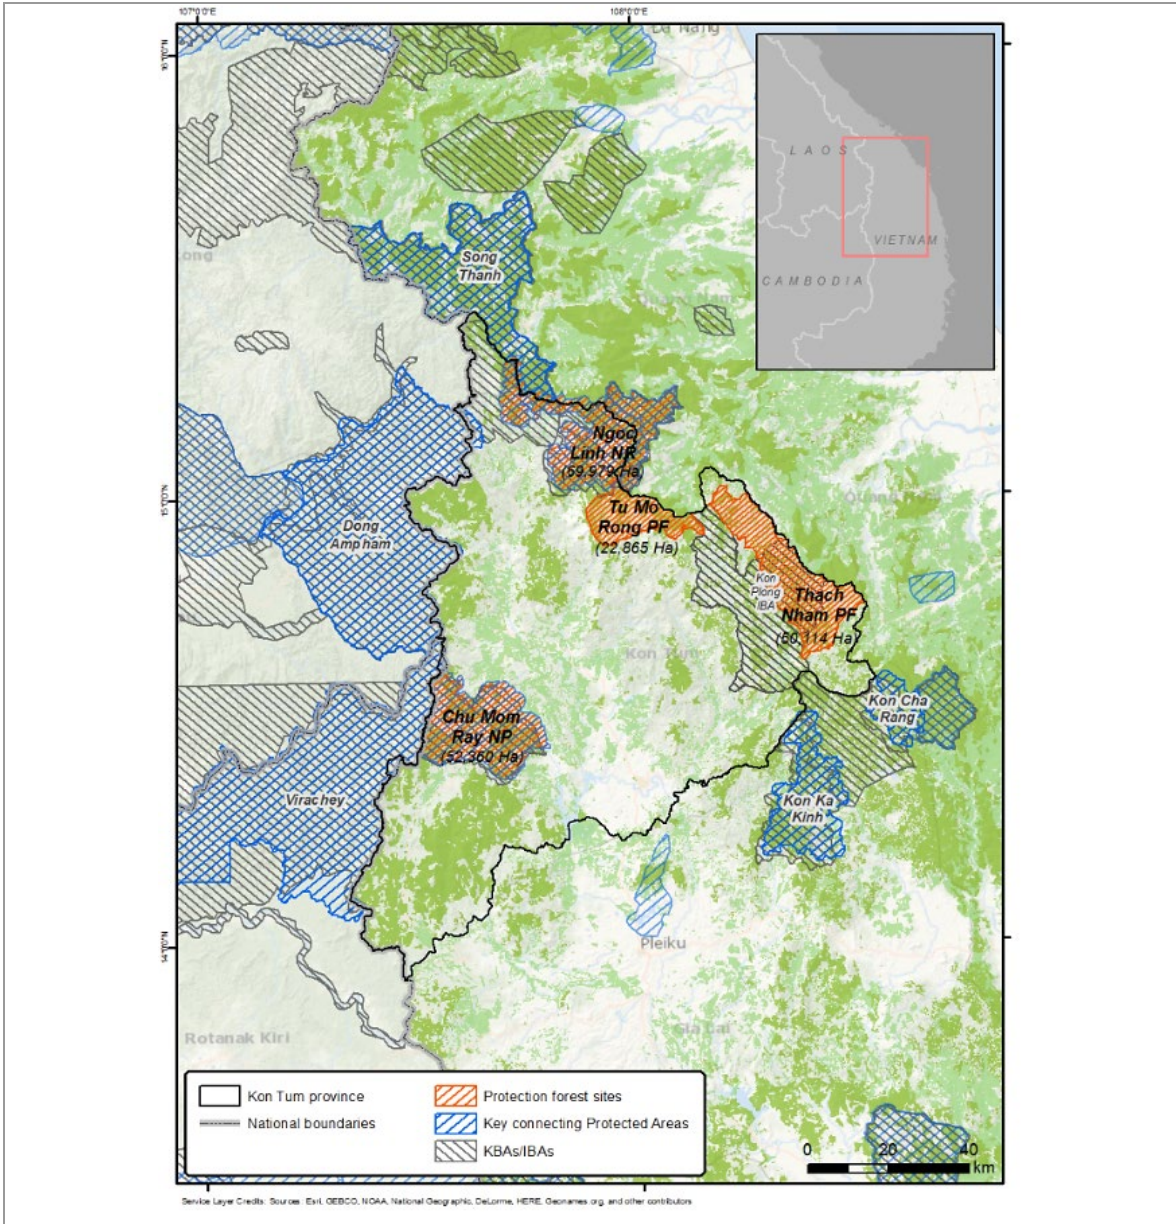 107°0'0"E
108°0'0"E
16°0'0"N
LAOS
VIETNAM
CAMBODIA
Song
Thanh
Ngoc
Linh NR
(59,979 Ha)
15°0'0"N
Tu Mo
Rong PF
(22,865 Ha)
Dong
Ampham
Kon
Plong
IBA
Thach
Nham PF
(60,114 Ha)
Kon Tum
Kon Cha
Rang
Chu Mom
Ray NP
(52,360 Ha)
Virachey
Kon Ka
Kinh
Pleiku
14°0'0"N
Gia Lai
Rotanak Kiri
Kon Tum province
National boundaries
Protection forest sites
Key connecting Protected Areas
KBAs/IBAs
0 20 40
km
Service Layer Credits: Sources: Esri, GEBCO, NOAA, National Geographic, DeLorme, HERE, Geonames.org, and other contributors